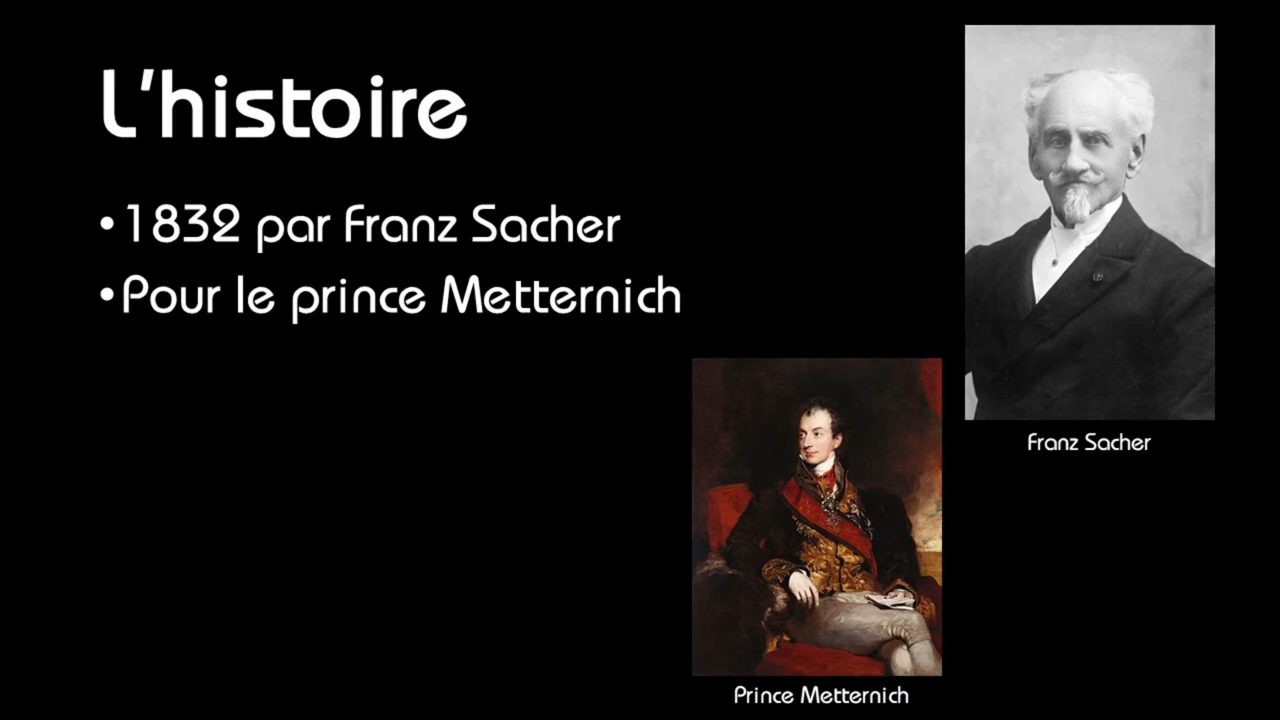 L'histoire
•1832 par Franz Sacher
•Pour le prince Metternich
Franz Sacher
Prince Metternich